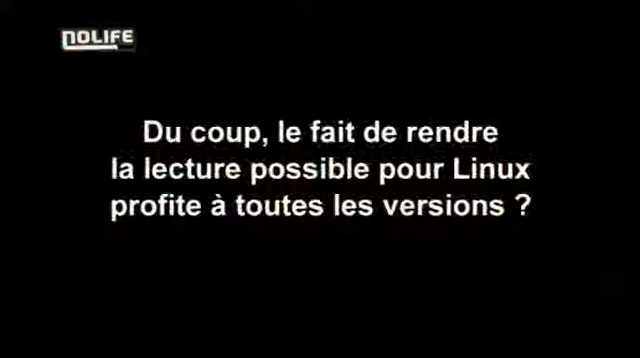 NOLIFE
Du coup, le fait de rendre
la lecture possible pour Linux
profite à toutes les versions ?